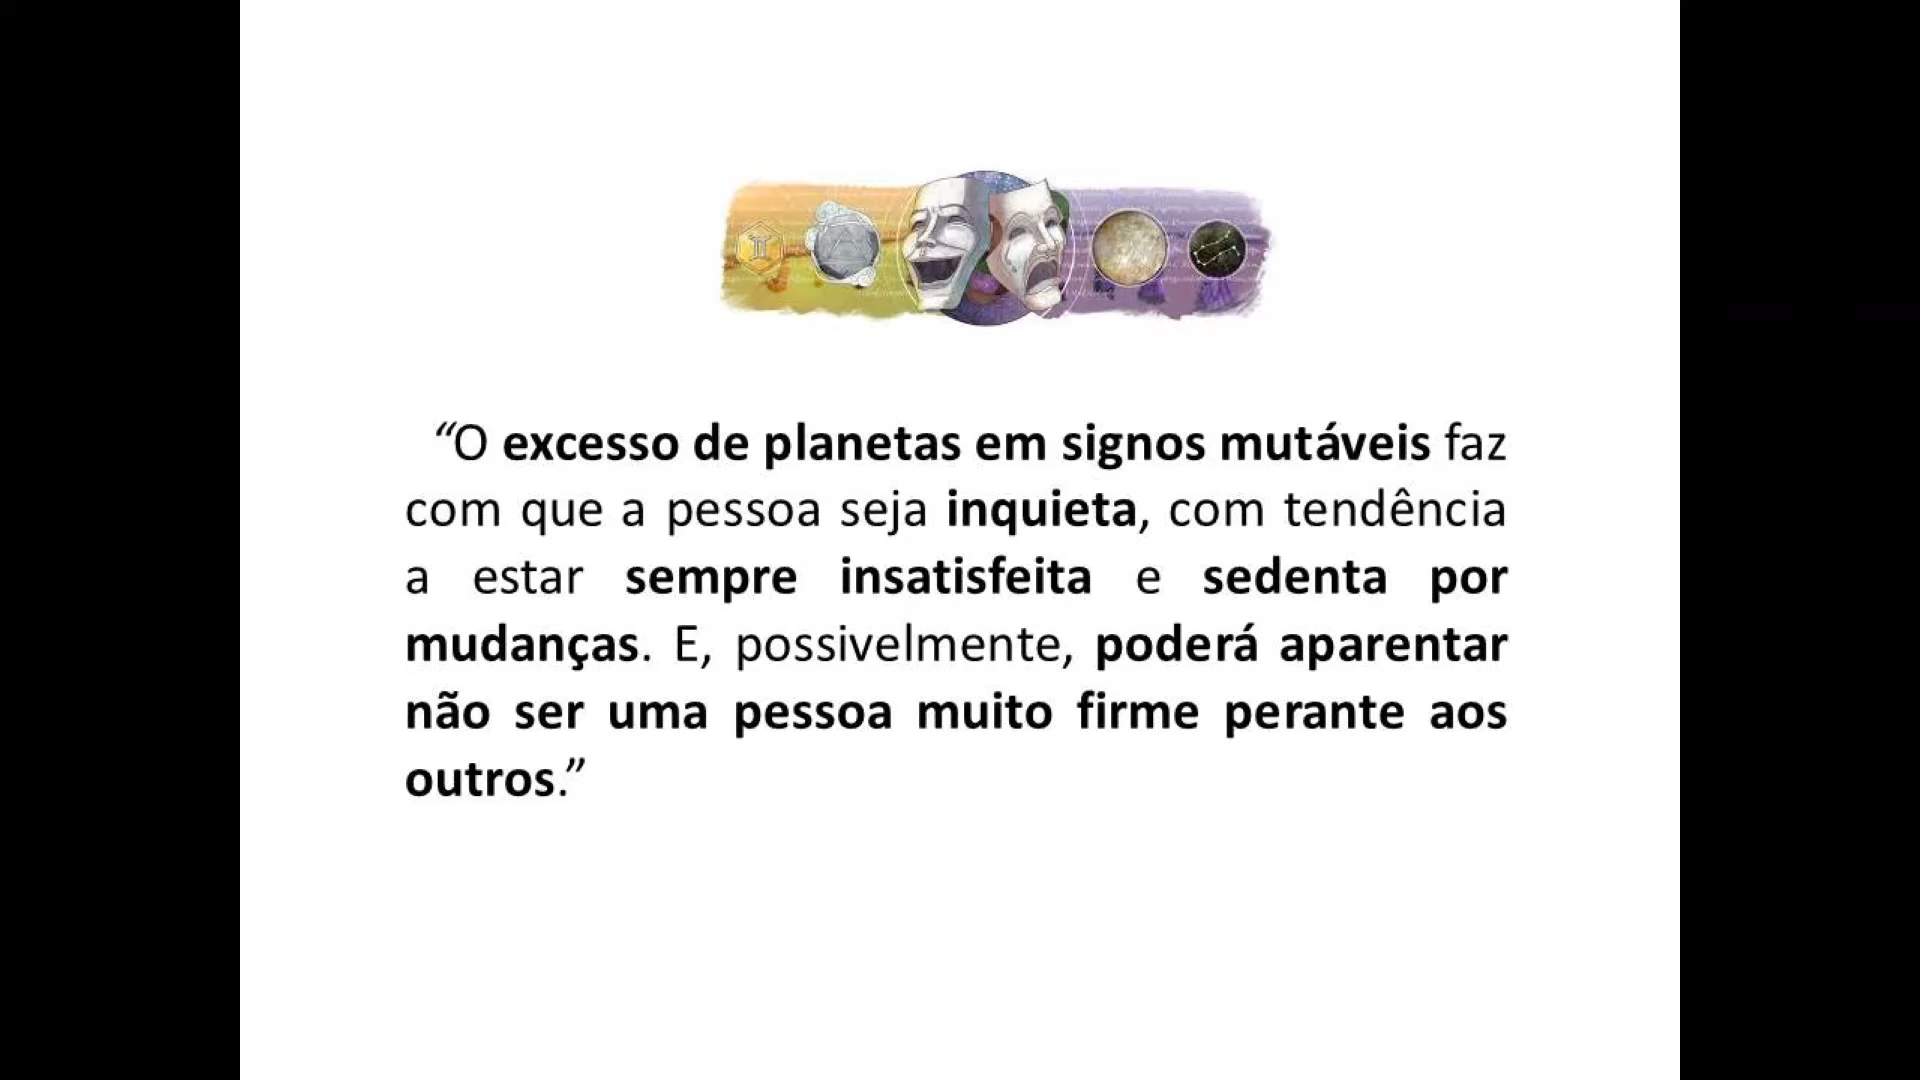 “O excesso de planetas em signos mutáveis faz
com que a pessoa seja inquieta, com tendência
a estar sempre insatisfeita e sedenta por
mudanças. E, possivelmente, poderá aparentar
não ser uma pessoa muito firme perante aos
outros.”